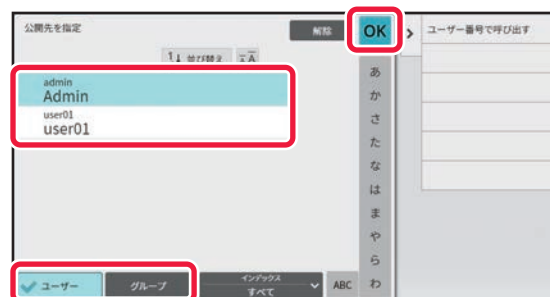 公開先を指定
解除
OK
ユーザー番号で呼び出す
並び替え
admin
Admin
user01
user01
あ
か
さ
た
な
は
ま
や
ら
わ
ユーザー
グループ
インデックス
すべて
ABC